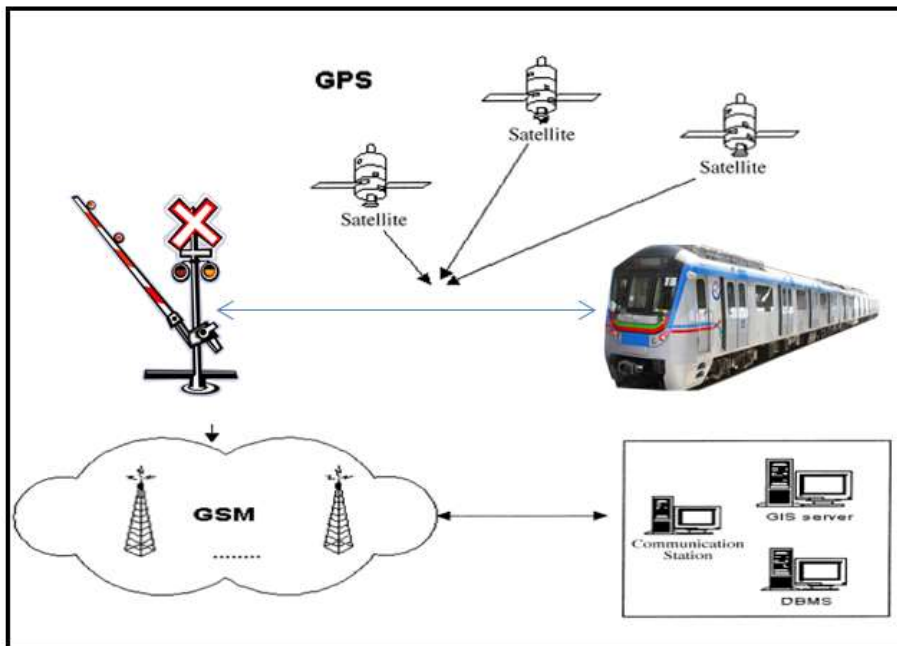 GPS
Satellite
Satellite
Satellite
GSM
.......
GIS server
Communication
Station
DBMS